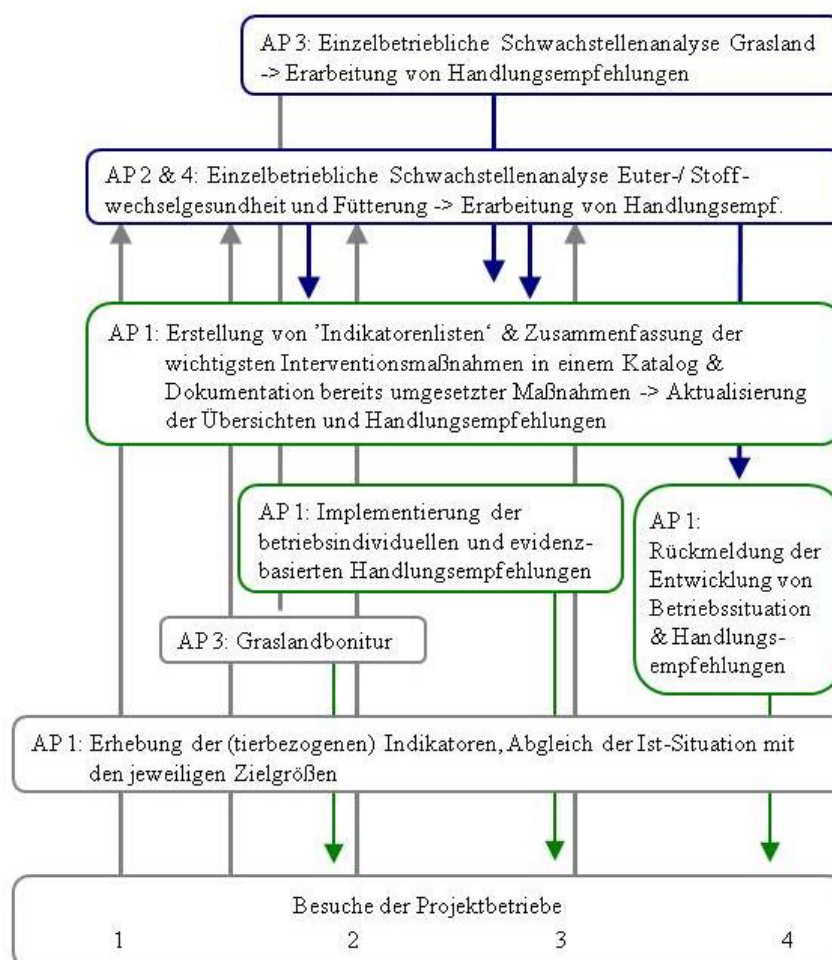 AP 3: Einzelbetriebliche Schwachstellenanalyse Grasland
-> Erarbeitung von Handlungsempfehlungen
AP 2 & 4: Einzelbetriebliche Schwachstellenanalyse Euter-/ Stoff-
wechselgesundheit und Fütterung -> Erarbeitung von Handlungsempf.
AP 1: Erstellung von ’Indikatorenlisten‘ & Zusammenfassung der
wichtigsten Interventionsmaßnahmen in einem Katalog &
Dokumentation bereits umgesetzter Maßnahmen -> Aktualisierung
der Übersichten und Handlungsempfehlungen
AP 1: Implementierung der
betriebsindividuellen und evidenz-
basierten Handlungsempfehlungen
AP 1:
Rückmeldung der
Entwicklung von
Betriebssituation
& Handlungs-
empfehlungen
AP 3: Graslandbonitur
AP 1: Erhebung der (tierbezogenen) Indikatoren, Abgleich der Ist-Situation mit
den jeweiligen Zielgrößen
Besuche der Projektbetriebe
1 2 3 4